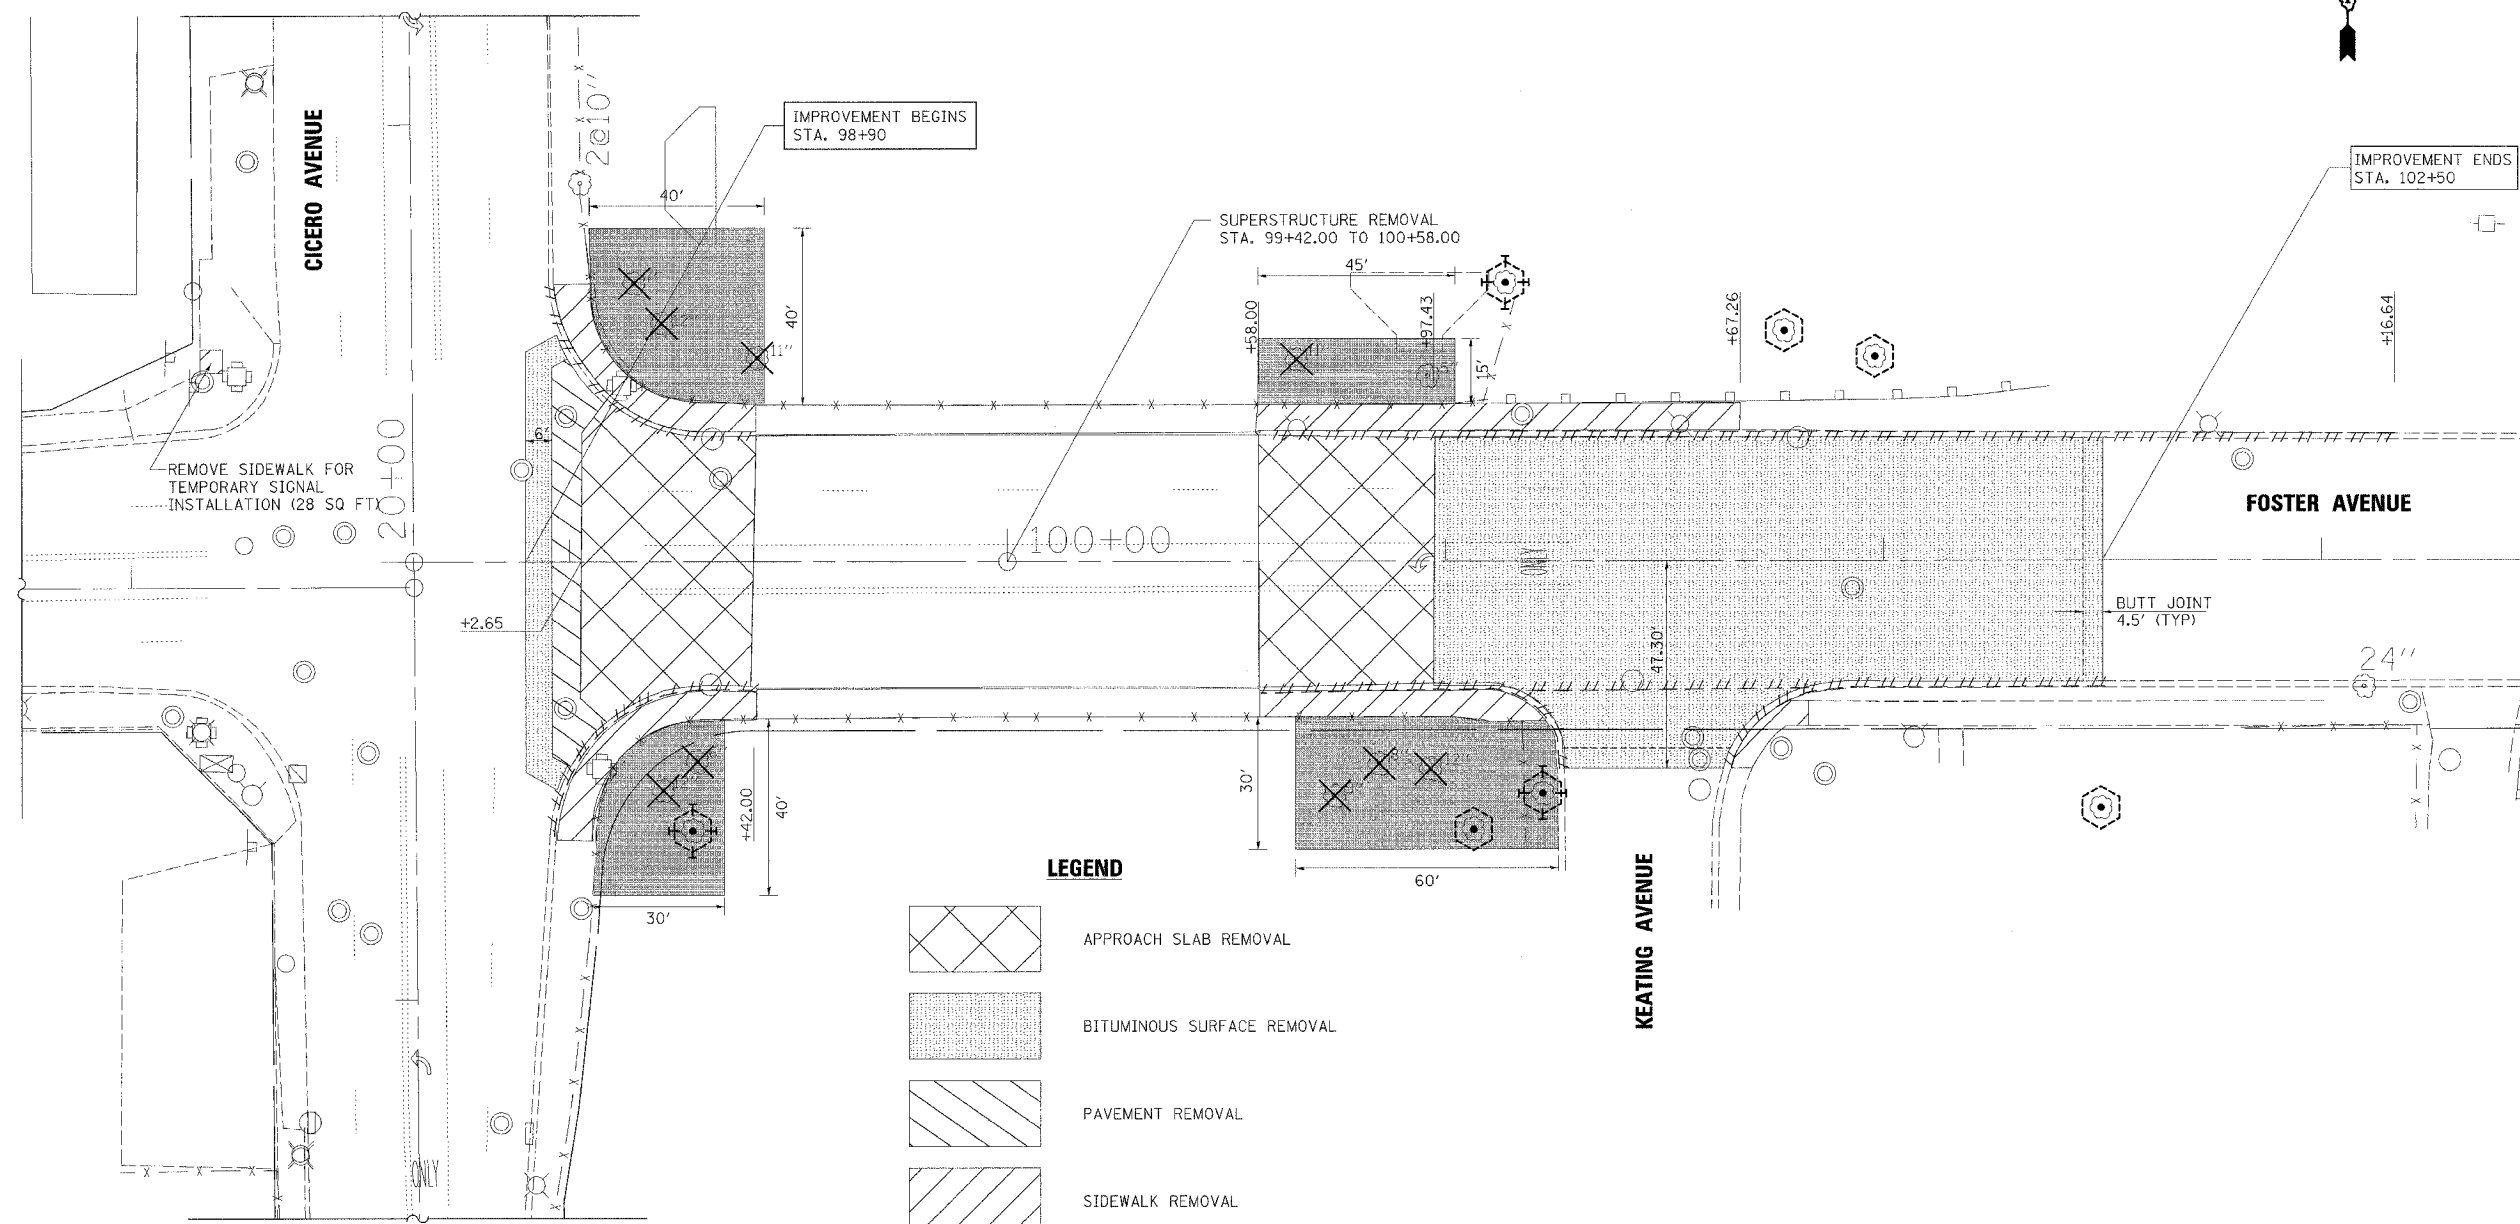 CICERO AVENUE
2@10"
IMPROVEMENT BEGINS
STA. 98+90
40'
40'
11"
SUPERSTRUCTURE REMOVAL
STA. 99+42.00 TO 100+58.00
45'
+58.00
+97.43
15'
+67.26
IMPROVEMENT ENDS
STA. 102+50
+16.64
6'
REMOVE SIDEWALK FOR
TEMPORARY SIGNAL
INSTALLATION (28 SQ FT)
20+00
100+00
FOSTER AVENUE
+2.65
47.30'
BUTT JOINT
4.5' (TYP)
24"
+42.00
40'
30'
30'
60'
KEATING AVENUE
ONLY
LEGEND
APPROACH SLAB REMOVAL
BITUMINOUS SURFACE REMOVAL
PAVEMENT REMOVAL
SIDEWALK REMOVAL